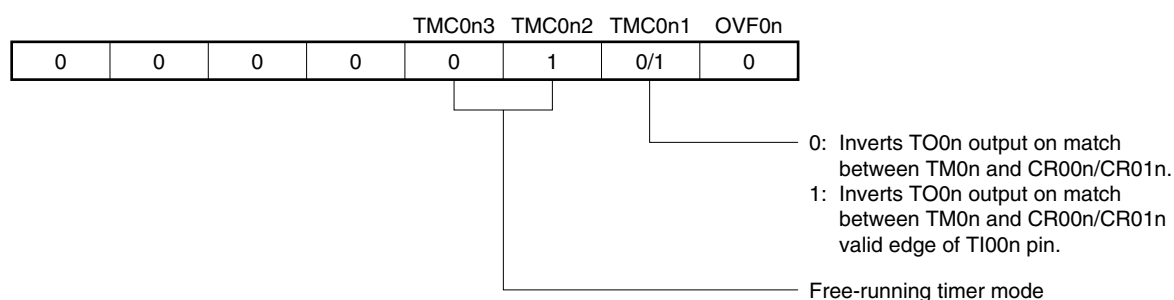 TMC0n3 TMC0n2 TMC0n1 OVF0n
0 0 0 0 0 1 0/1 0
0: Inverts TO0n output on match
between TM0n and CR00n/CR01n.
1: Inverts TO0n output on match
between TM0n and CR00n/CR01n
valid edge of TI00n pin.
Free-running timer mode